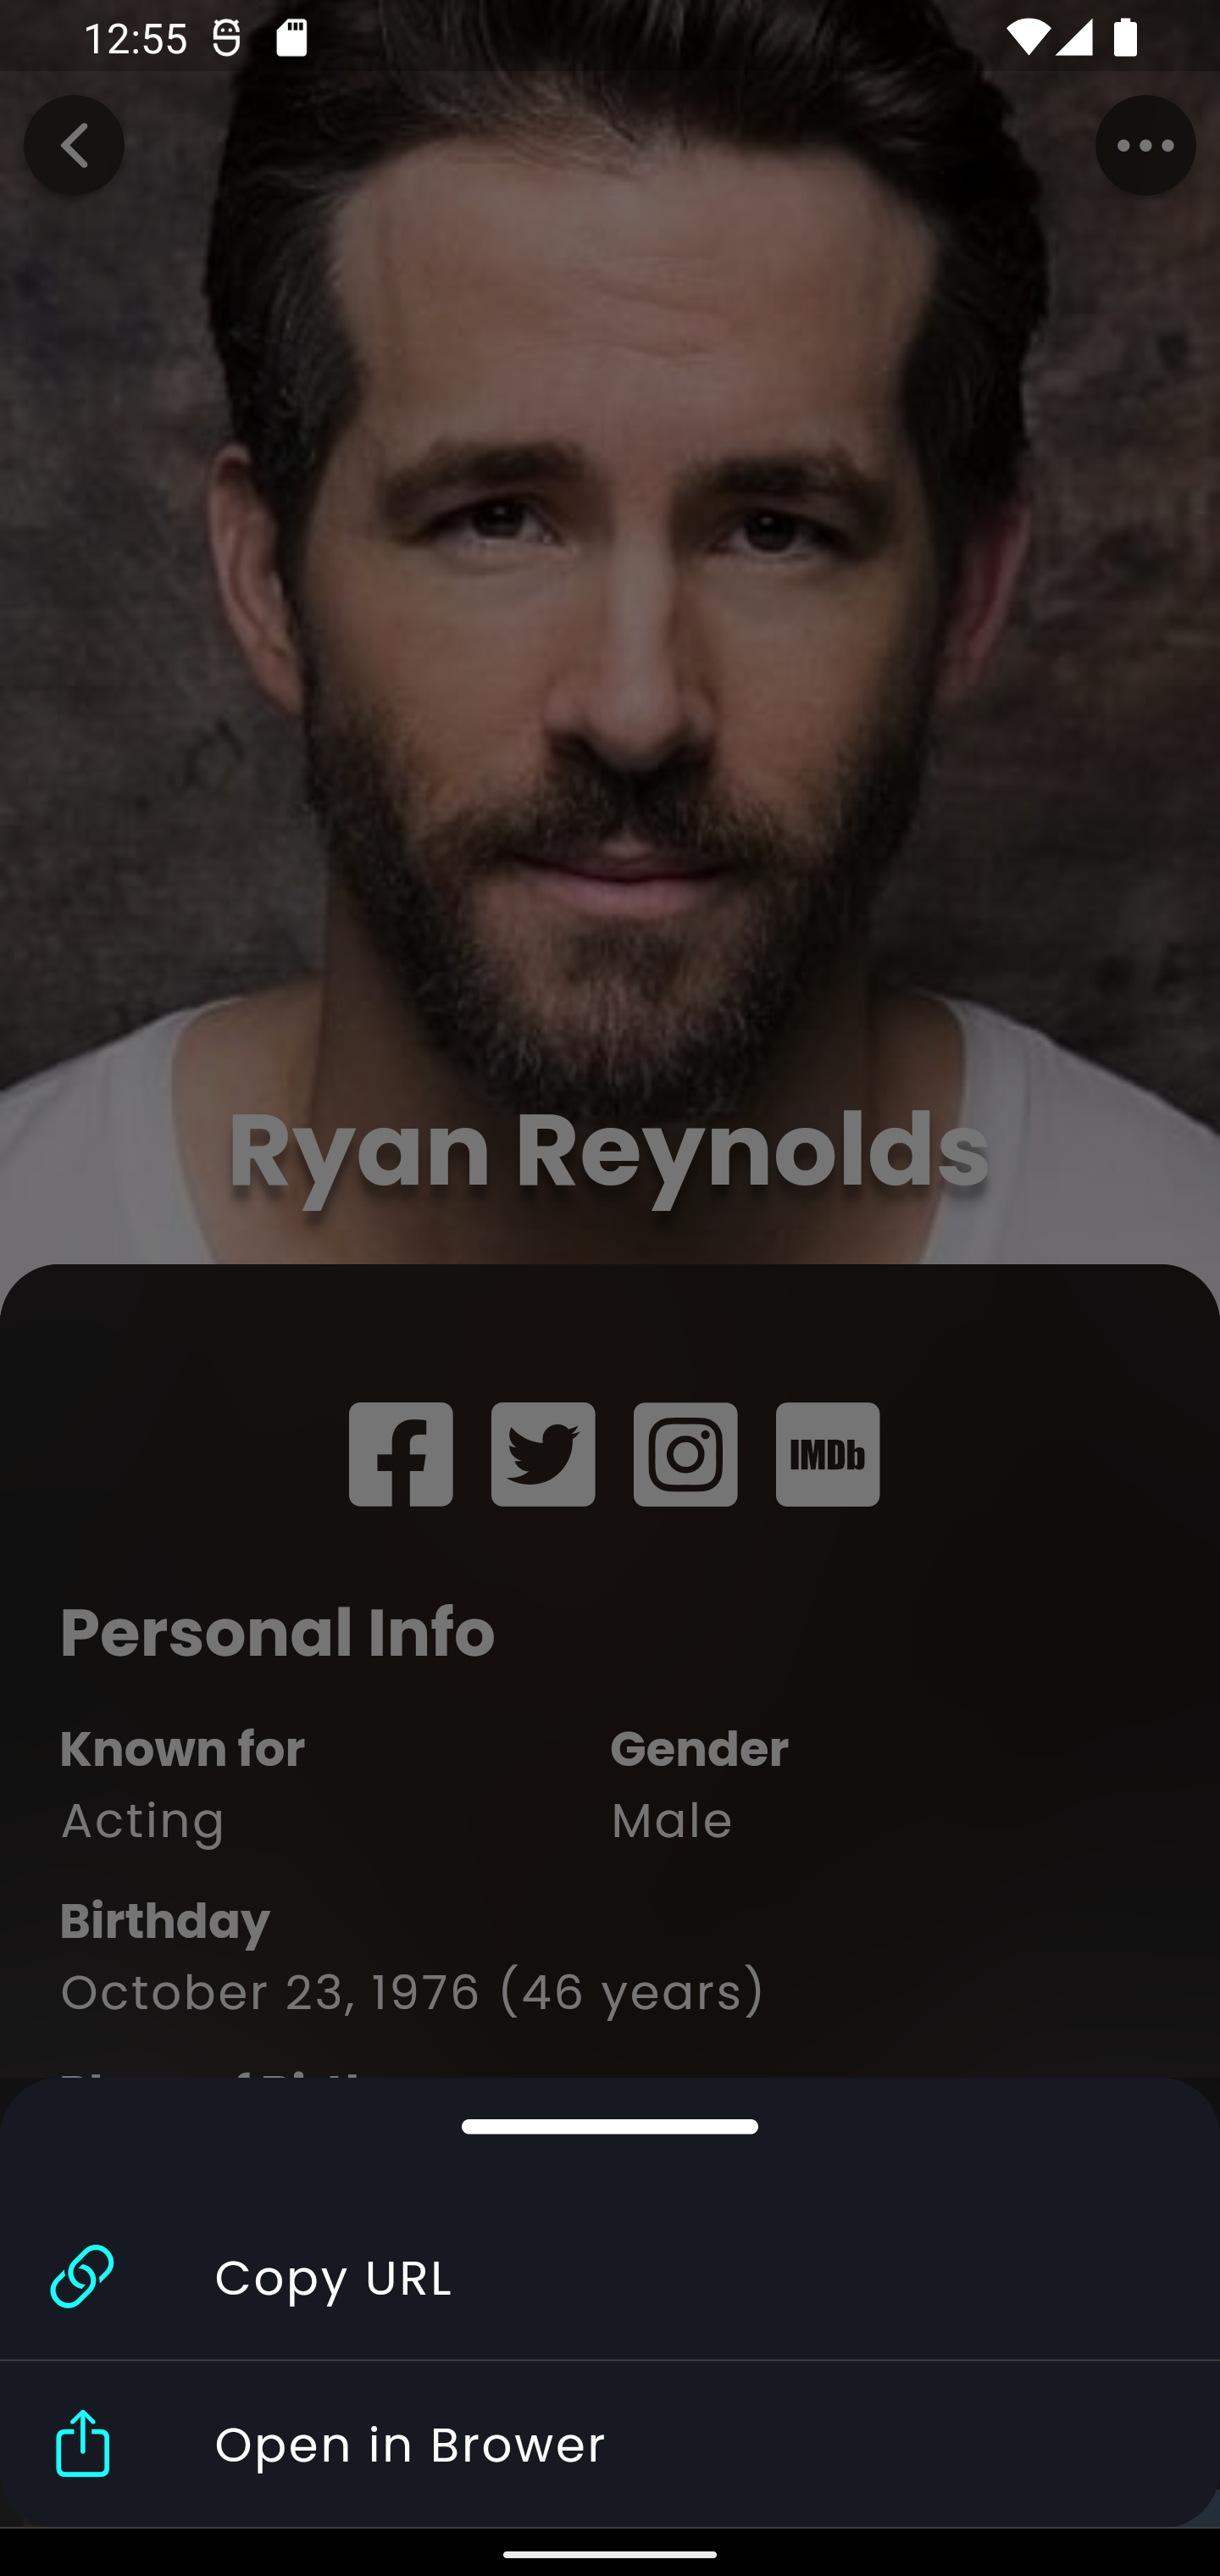 12:55
Ryan Reynolds
IMDb
Personal Info
Known for
Gender
Acting
Male
Birthday
October 23, 1976 (46 years)
Copy URL
Open in Brower